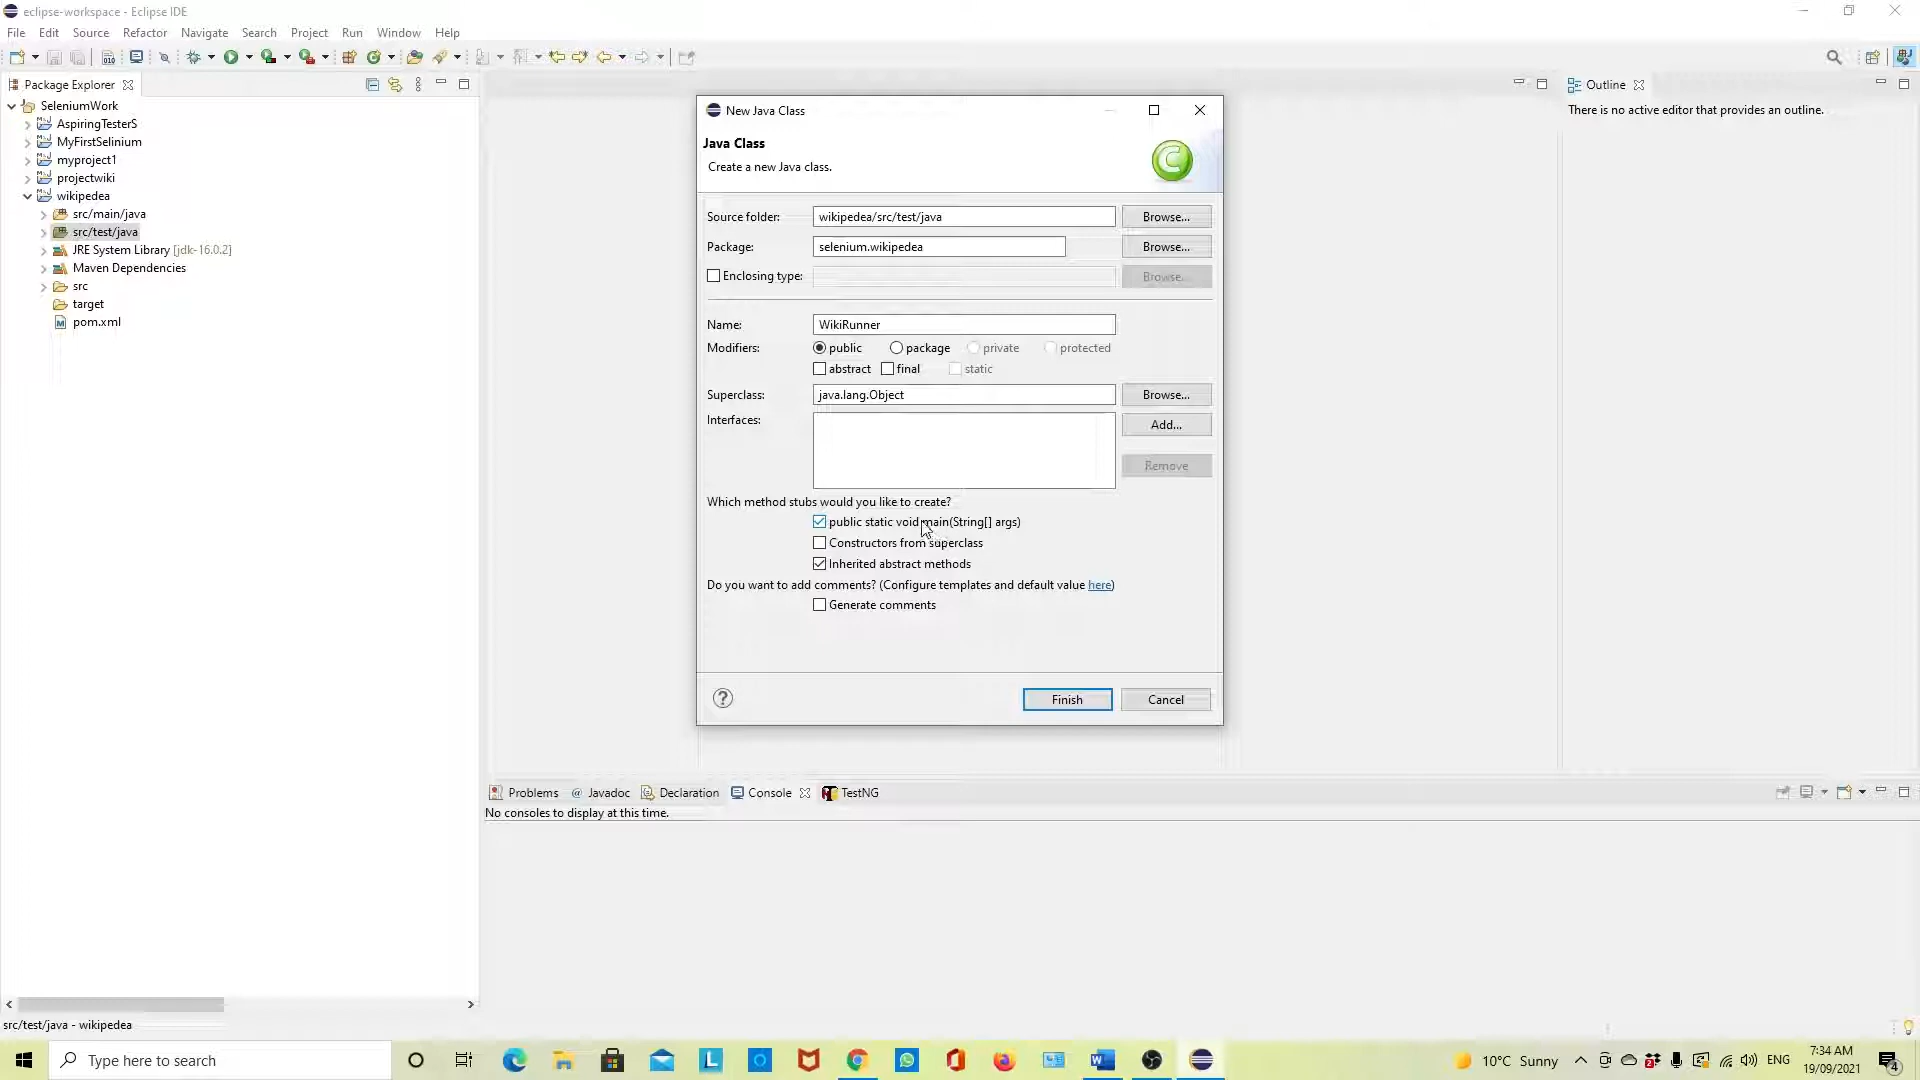 eclipse-workspace - Eclipse IDE
File Edit Source Refactor Navigate Search Project Run Window Help
Package Explorer
SeleniumWork
AspiringTesterS
MyFirstSelinium
myproject1
projectwiki
wikipedea
src/main/java
src/test/java
JRE System Library [jdk-16.0.2]
Maven Dependencies
src
target
pom.xml
New Java Class
Java Class
Create a new Java class.
Source folder: wikipedea/src/test/java Browse...
Package: selenium.wikipedea Browse...
Enclosing type: Browse...
Name: WikiRunner
Modifiers: public package private protected
abstract final static
Superclass: java.lang.Object Browse...
Interfaces: Add...
Remove
Which method stubs would you like to create?
public static void main(String[] args)
Constructors from superclass
Inherited abstract methods
Do you want to add comments? (Configure templates and default value here)
Generate comments
Finish Cancel
Outline
There is no active editor that provides an outline.
Problems Javadoc Declaration Console TestNG
No consoles to display at this time.
src/test/java - wikipedea
Type here to search
10°C Sunny ENG 7:34 AM
19/09/2021